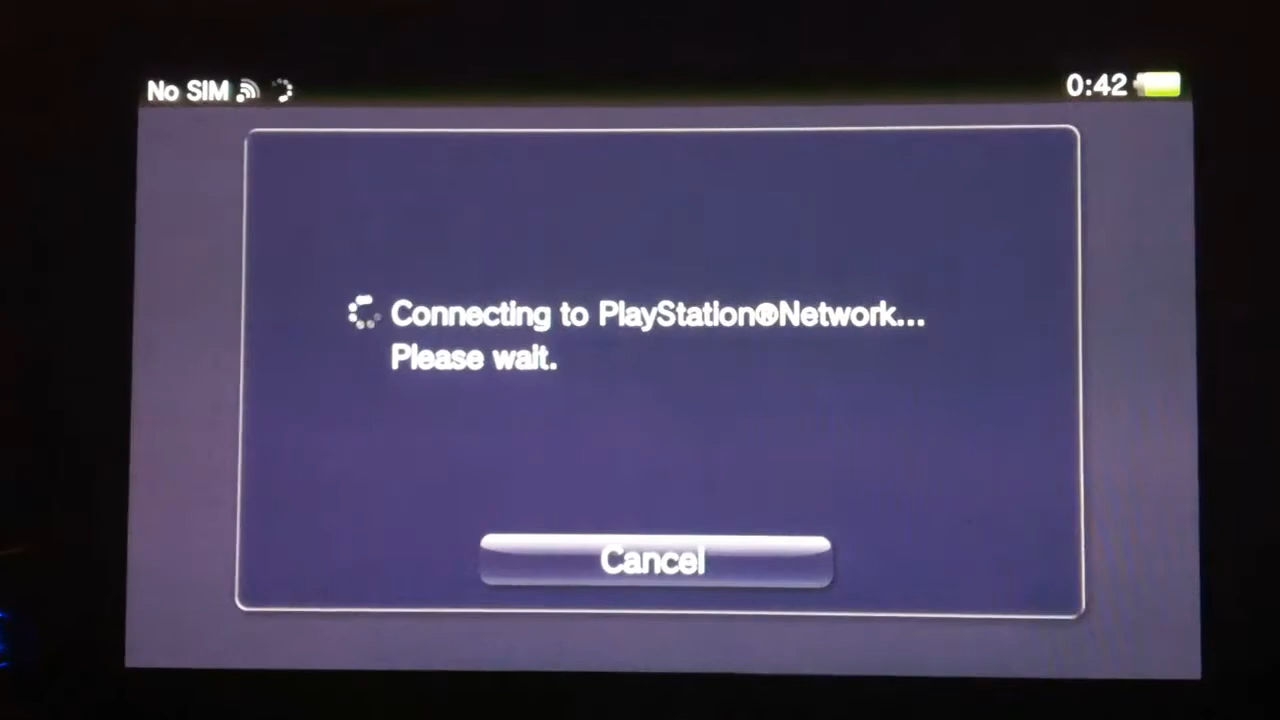 No SIM
0:42
Connecting to PlayStation®Network...
Please wait.
Cancel